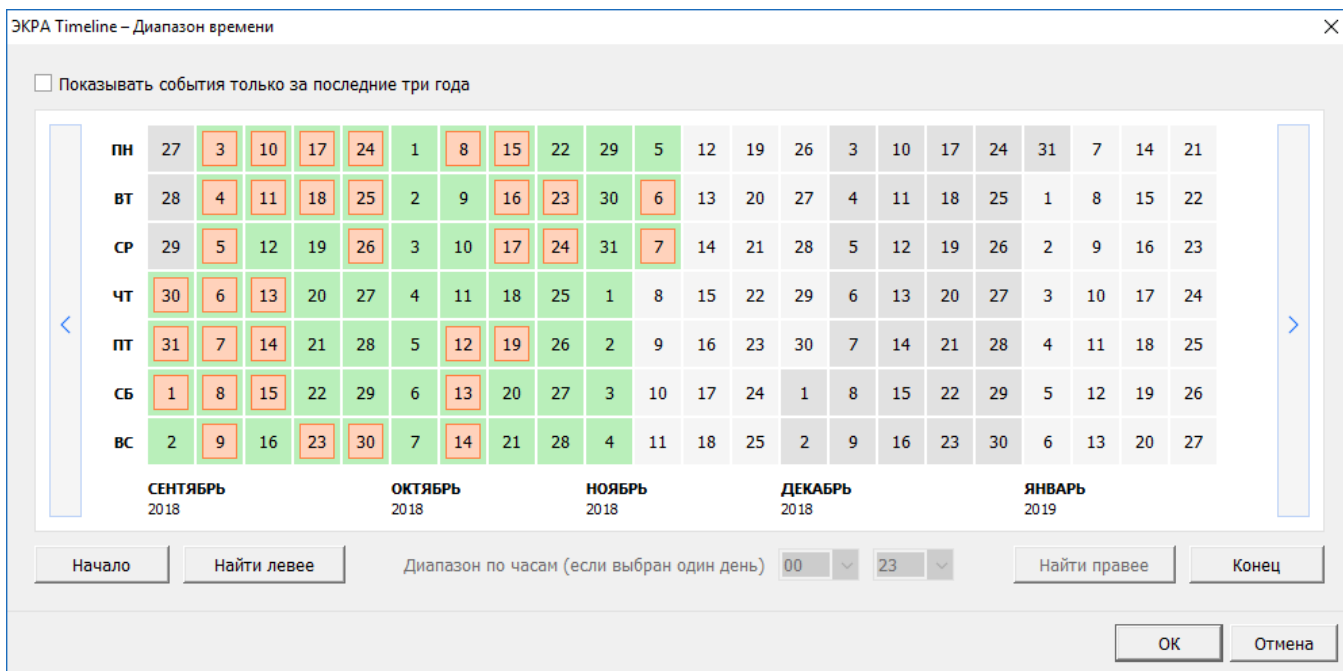 ЭКРА Timeline – Диапазон времени
Показывать события только за последние три года
ПН 27 3 10 17 24 1 8 15 22 29 5 12 19 26 3 10 17 24 31 7 14 21
ВТ 28 4 11 18 25 2 9 16 23 30 6 13 20 27 4 11 18 25 1 8 15 22
СР 29 5 12 19 26 3 10 17 24 31 7 14 21 28 5 12 19 26 2 9 16 23
ЧТ 30 6 13 20 27 4 11 18 25 1 8 15 22 29 6 13 20 27 3 10 17 24
ПТ 31 7 14 21 28 5 12 19 26 2 9 16 23 30 7 14 21 28 4 11 18 25
СБ 1 8 15 22 29 6 13 20 27 3 10 17 24 1 8 15 22 29 5 12 19 26
ВС 2 9 16 23 30 7 14 21 28 4 11 18 25 2 9 16 23 30 6 13 20 27
СЕНТЯБРЬ ОКТЯБРЬ НОЯБРЬ ДЕКАБРЬ ЯНВАРЬ
2018 2018 2018 2018 2019
Начало Найти левее Диапазон по часам (если выбран один день) 00 23 Найти правее Конец
ОК Отмена